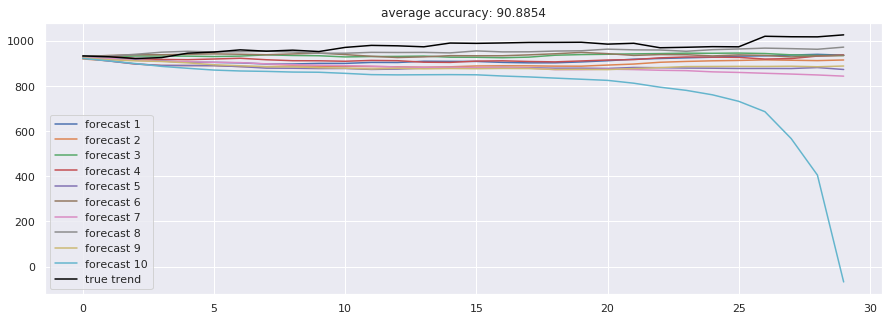 average accuracy: 90.8854
1000
800
600
400
200
0
forecast 1
forecast 2
forecast 3
forecast 4
forecast 5
forecast 6
forecast 7
forecast 8
forecast 9
forecast 10
true trend
0 5 10 15 20 25 30